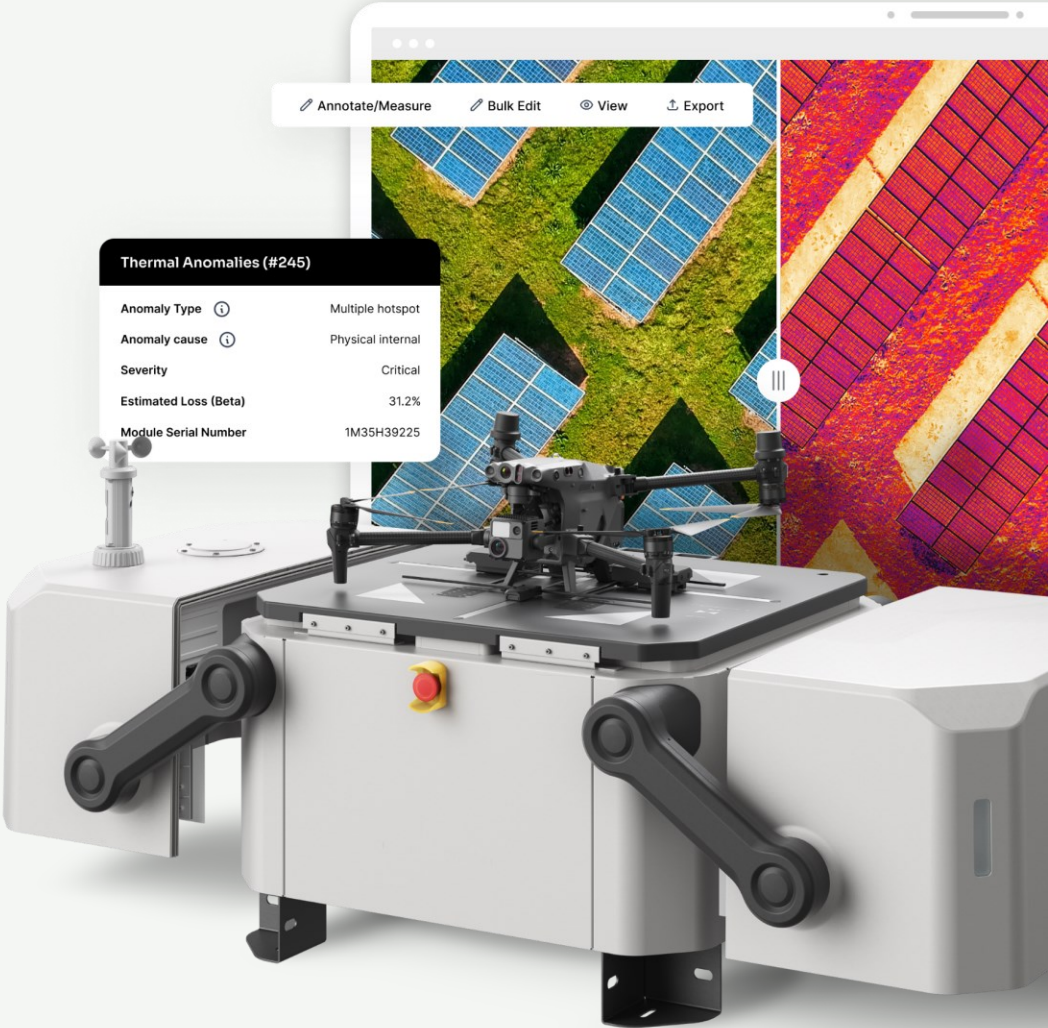 Annotate/Measure Bulk Edit View Export
Thermal Anomalies (#245)
Anomaly Type Multiple hotspot
Anomaly cause Physical internal
Severity Critical
Estimated Loss (Beta) 31.2%
Module Serial Number 1M35H39225